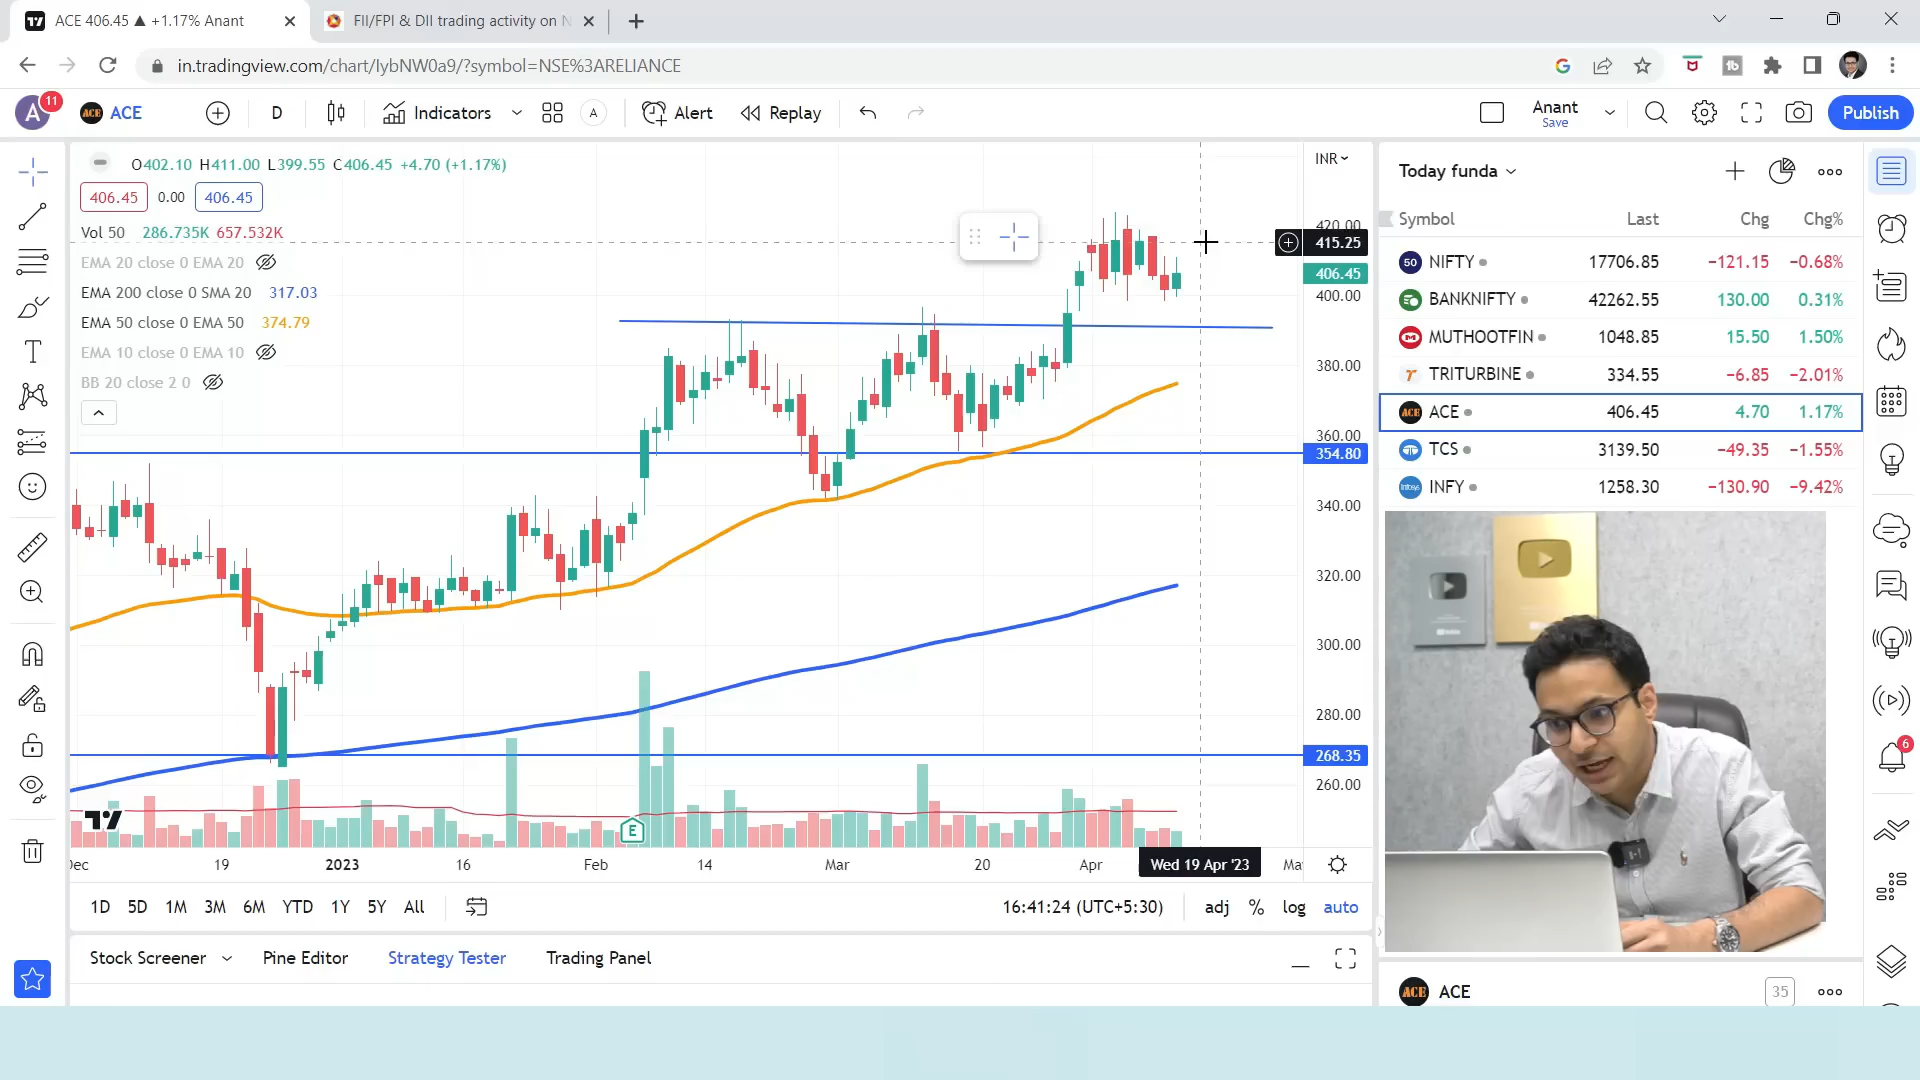 ACE 406.45 ▲ +1.17% Anant
FII/FPI & DII trading activity on N
in.tradingview.com/chart/IybNW0a9/?symbol=NSE%3ARELIANCE
A 11 ACE D Indicators A Alert Replay Anant Save Publish
O402.10 H411.00 L399.55 C406.45 +4.70 (+1.17%)
INR
406.45 0.00 406.45
Vol 50 286.735K 657.532K
EMA 20 close 0 EMA 20
EMA 200 close 0 SMA 20 317.03
EMA 50 close 0 EMA 50 374.79
EMA 10 close 0 EMA 10
BB 20 close 2 0
420.00
415.25
406.45
400.00
380.00
360.00
354.80
340.00
320.00
300.00
280.00
268.35
260.00
E
Dec 19 2023 16 Feb 14 Mar 20 Apr Wed 19 Apr '23 Ma
1D 5D 1M 3M 6M YTD 1Y 5Y All 16:41:24 (UTC+5:30) adj % log auto
Stock Screener Pine Editor Strategy Tester Trading Panel
Today funda
Symbol Last Chg Chg%
50 NIFTY 17706.85 −121.15 −0.68%
BANKNIFTY 42262.55 130.00 0.31%
MUTHOOTFIN 1048.85 15.50 1.50%
TRITURBINE 334.55 −6.85 −2.01%
ACE ACE 406.45 4.70 1.17%
TCS 3139.50 −49.35 −1.55%
Infosys INFY 1258.30 −130.90 −9.42%
6
ACE ACE 35